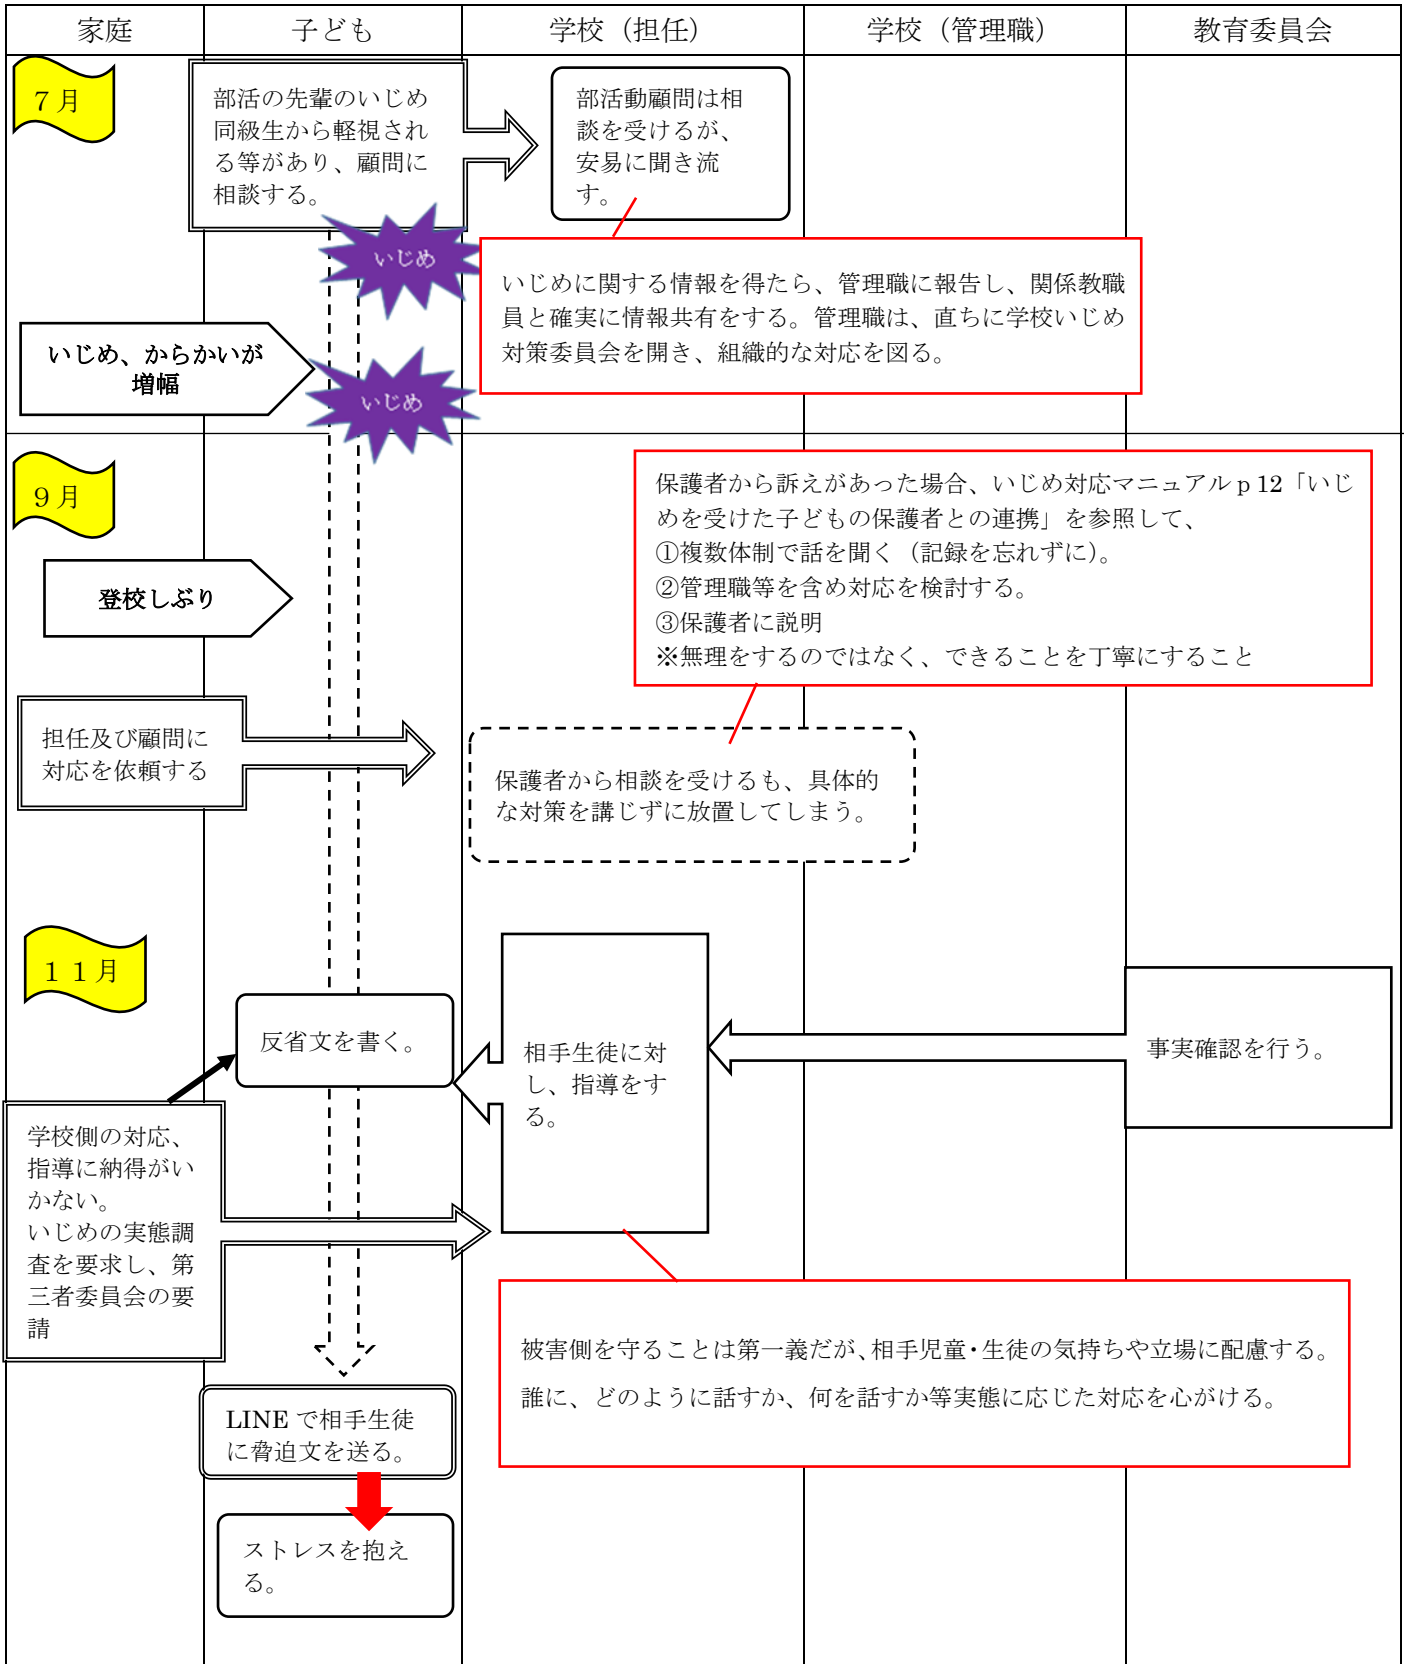 家庭
子ども
学校（担任）
学校（管理職）
教育委員会
７月
部活の先輩のいじめ
同級生から軽視され
る等があり、顧問に
相談する。
部活動顧問は相
談を受けるが、
安易に聞き流
す。
いじめ
いじめに関する情報を得たら、管理職に報告し、関係教職
員と確実に情報共有をする。管理職は、直ちに学校いじめ
対策委員会を開き、組織的な対応を図る。
いじめ、からかいが
増幅
いじめ
９月
保護者から訴えがあった場合、いじめ対応マニュアルｐ12「いじ
めを受けた子どもの保護者との連携」を参照して、
①複数体制で話を聞く（記録を忘れずに）。
②管理職等を含め対応を検討する。
③保護者に説明
※無理をするのではなく、できることを丁寧にすること
登校しぶり
担任及び顧問に
対応を依頼する
保護者から相談を受けるも、具体的
な対策を講じずに放置してしまう。
１１月
反省文を書く。
相手生徒に対
し、指導をす
る。
事実確認を行う。
学校側の対応、
指導に納得がい
かない。
いじめの実態調
査を要求し、第
三者委員会の要
請
被害側を守ることは第一義だが、相手児童・生徒の気持ちや立場に配慮する。
誰に、どのように話すか、何を話すか等実態に応じた対応を心がける。
LINEで相手生徒
に脅迫文を送る。
ストレスを抱え
る。